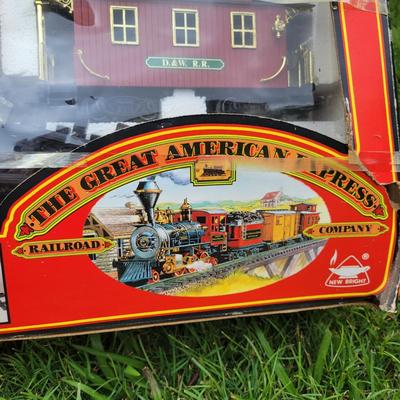 D.&W. R.R.
THE GREAT AMERICAN EXPRESS
RAILROAD
COMPANY
®
NEW BRIGHT